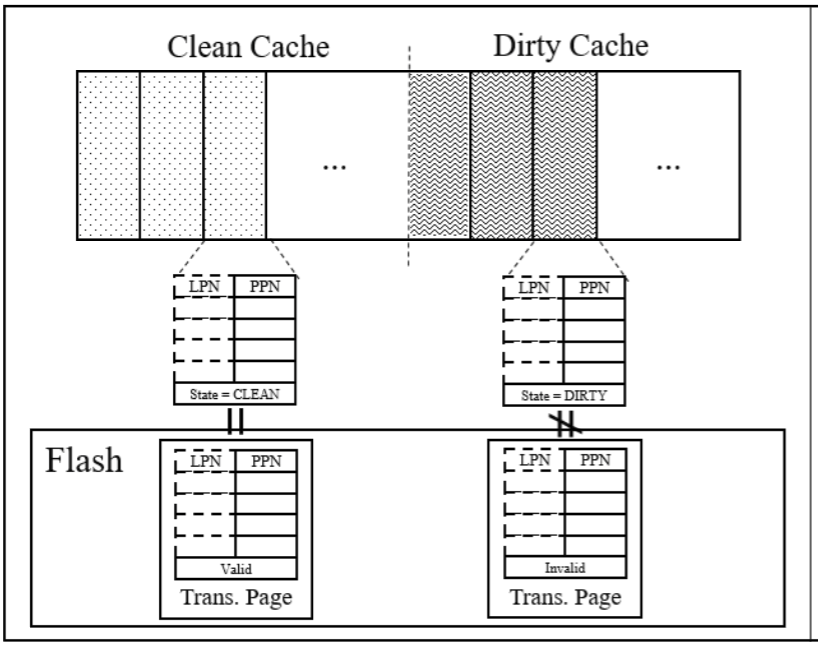 Clean Cache
Dirty Cache
...
...
LPN PPN
State = CLEAN
LPN PPN
State = DIRTY
Flash
LPN PPN
Valid
Trans. Page
LPN PPN
Invalid
Trans. Page